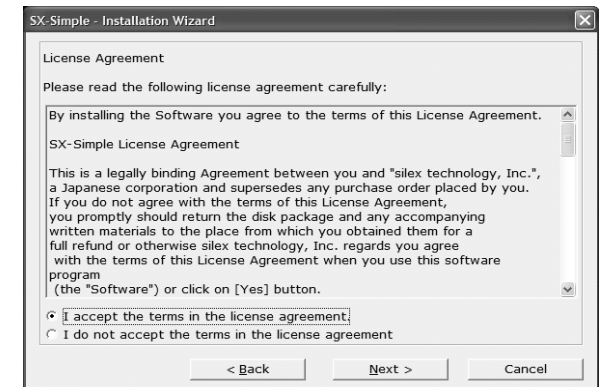 SX-Simple - Installation Wizard
License Agreement
Please read the following license agreement carefully:
By installing the Software you agree to the terms of this License Agreement.
SX-Simple License Agreement
This is a legally binding Agreement between you and "silex technology, Inc.",
a Japanese corporation and supersedes any purchase order placed by you.
If you do not agree with the terms of this License Agreement,
you promptly should return the disk package and any accompanying
written materials to the place from which you obtained them for a
full refund or otherwise silex technology, Inc. regards you agree
with the terms of this License Agreement when you use this software
program
(the "Software") or click on [Yes] button.
I accept the terms in the license agreement.
I do not accept the terms in the license agreement
< Back Next > Cancel